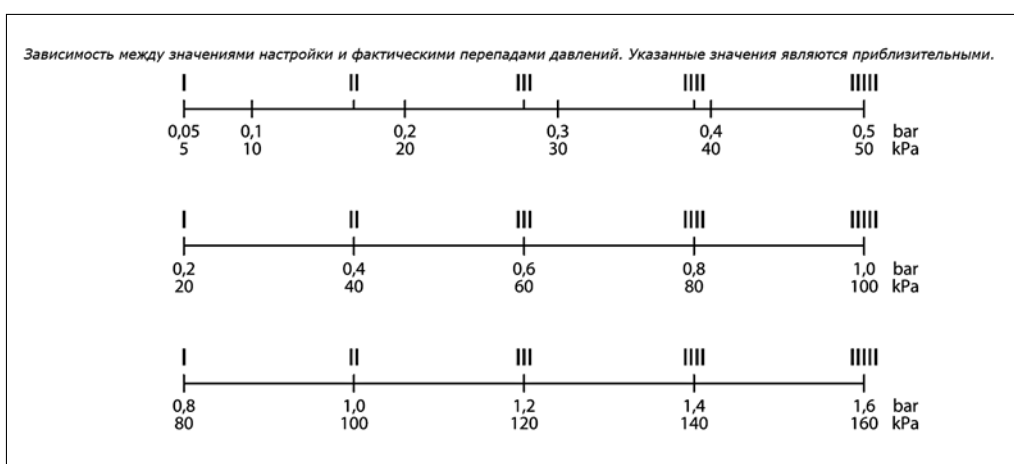 Зависимость между значениями настройки и фактическими перепадами давлений. Указанные значения являются приблизительными.
I II III IIII IIIII
0,05 0,1 0,2 0,3 0,4 0,5 bar
5 10 20 30 40 50 kPa
I II III IIII IIIII
0,2 0,4 0,6 0,8 1,0 bar
20 40 60 80 100 kPa
I II III IIII IIIII
0,8 1,0 1,2 1,4 1,6 bar
80 100 120 140 160 kPa